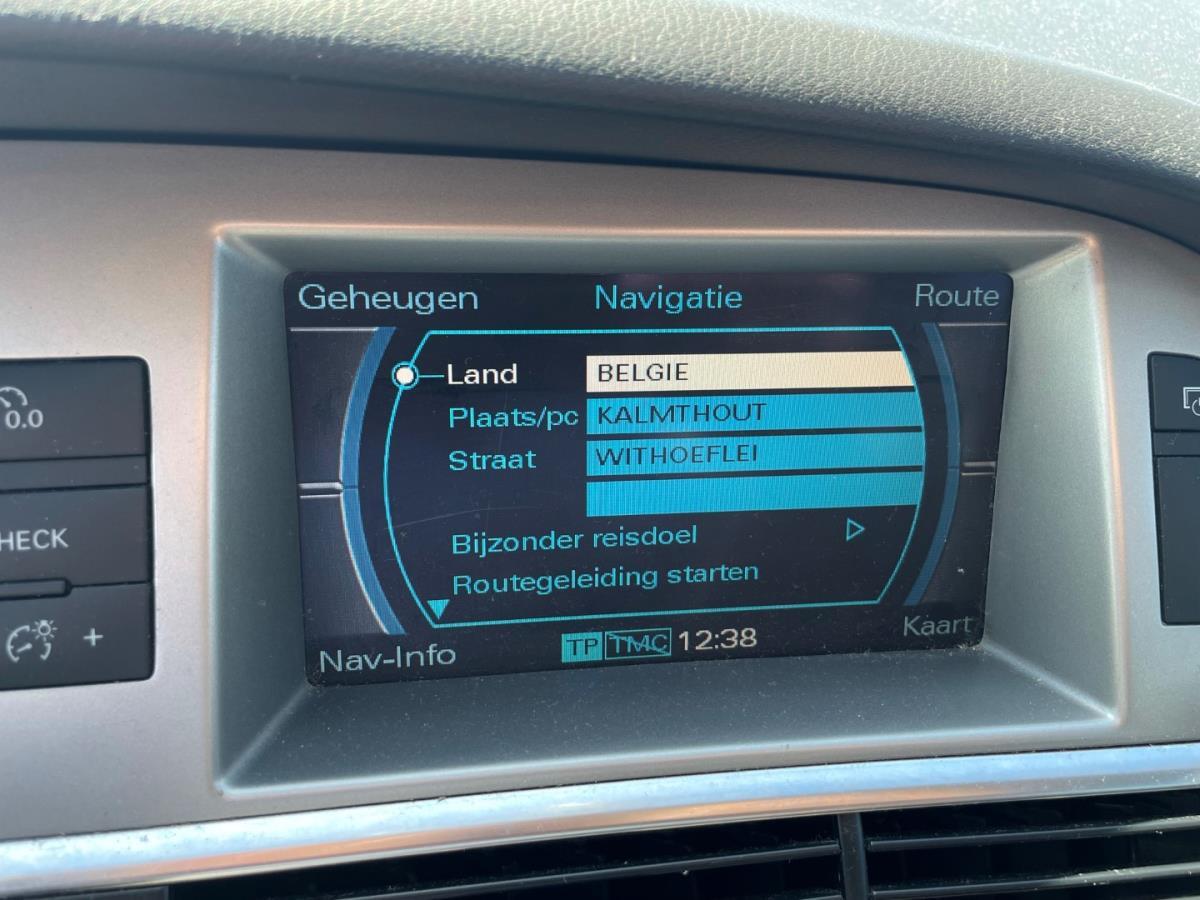 Geheugen Navigatie Route
Land BELGIE
Plaats/pc KALMTHOUT
Straat WITHOEFLEI
Bijzonder reisdoel
Routegeleiding starten
Kaart
Nav-Info TP TMC 12:38
0.0
HECK
+